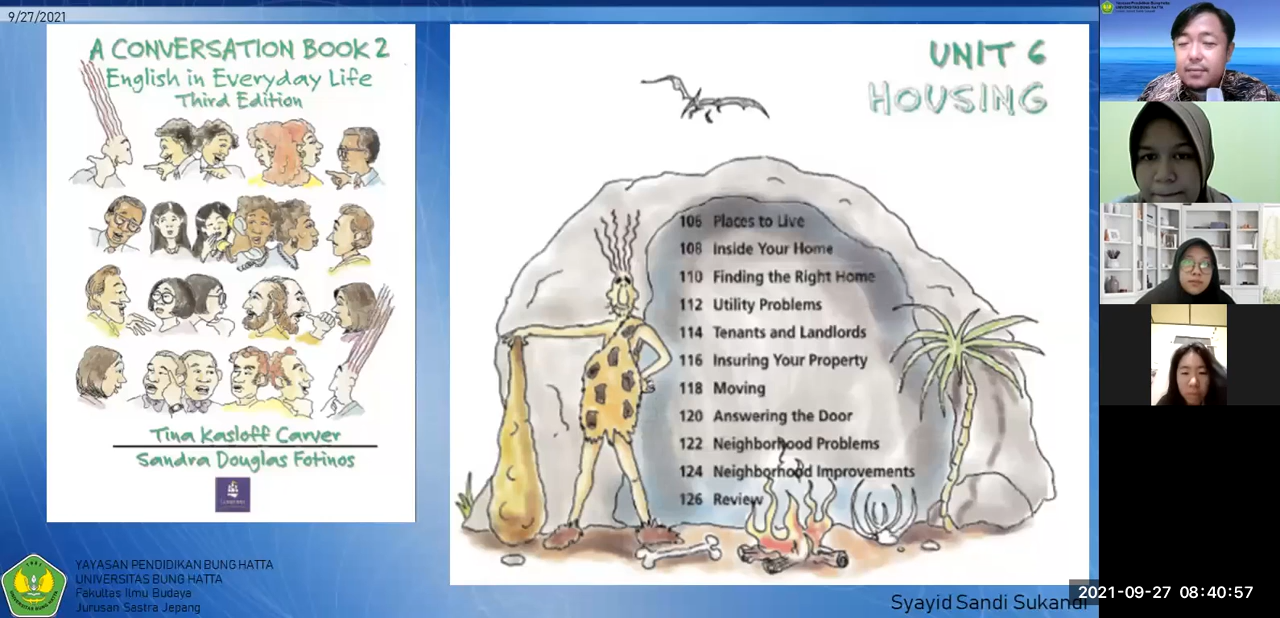 9/27/2021
A CONVERSATION BOOK 2
English in Everyday Life
Third Edition
Tina Kasloff Carver
Sandra Douglas Fotinos
UNIT 6
HOUSING
106 Places to Live
108 Inside Your Home
110 Finding the Right Home
112 Utility Problems
114 Tenants and Landlords
116 Insuring Your Property
118 Moving
120 Answering the Door
122 Neighborhood Problems
124 Neighborhood Improvements
126 Review
YAYASAN PENDIDIKAN BUNG HATTA
UNIVERSITAS BUNG HATTA
Fakultas Ilmu Budaya
Jurusan Sastra Jepang
Syayid Sandi Sukandi
2021-09-27 08:40:57